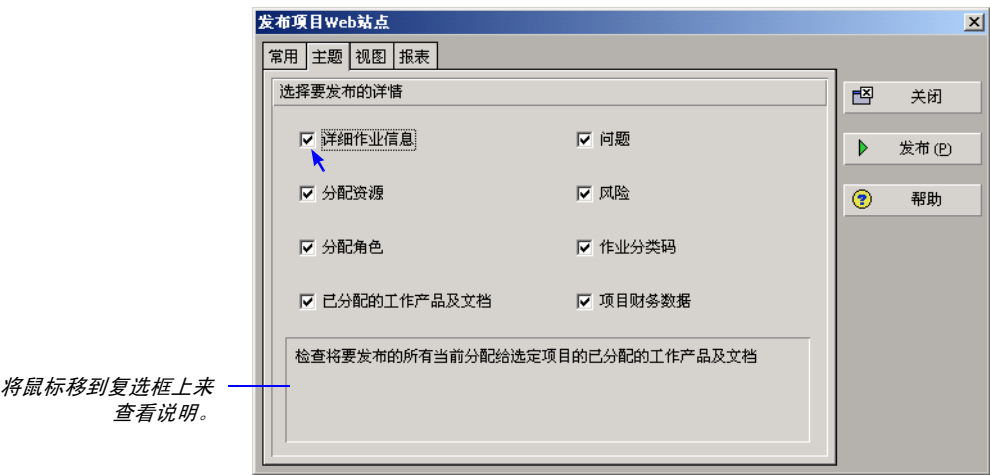 发布项目Web站点
常用 主题 视图 报表
选择要发布的详情
详细作业信息 问题
分配资源 风险
分配角色 作业分类码
已分配的工作产品及文档 项目财务数据
检查将要发布的所有当前分配给选定项目的已分配的工作产品及文档
关闭
发布(P)
帮助
将鼠标移到复选框上来
查看说明。